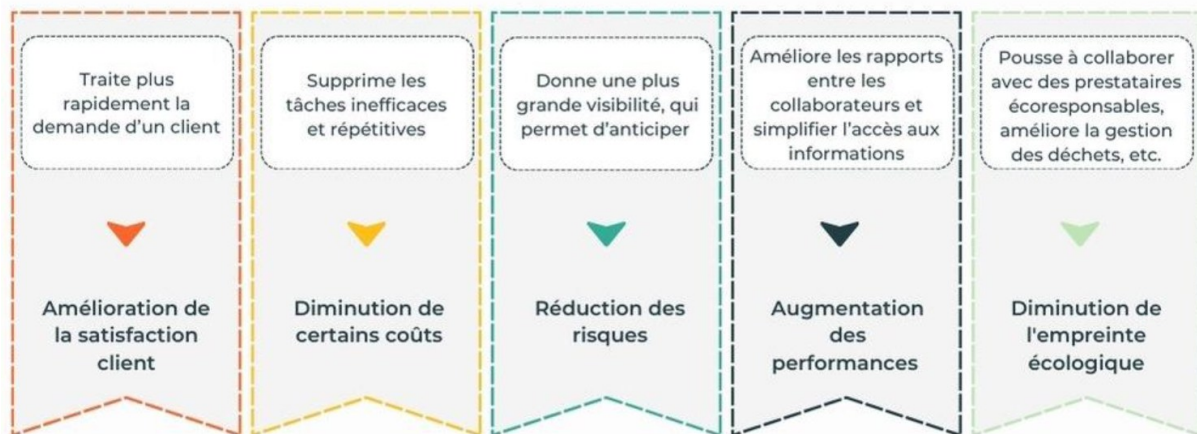 Traite plus
rapidement la
demande d'un client
Amélioration de
la satisfaction
client
Supprime les
tâches inefficaces
et répétitives
Diminution de
certains coûts
Donne une plus
grande visibilité, qui
permet d'anticiper
Réduction des
risques
Améliore les rapports
entre les
collaborateurs et
simplifier l'accès aux
informations
Augmentation
des
performances
Pousse à collaborer
avec des prestataires
écoresponsables,
améliore la gestion
des déchets, etc.
Diminution de
l'empreinte
écologique